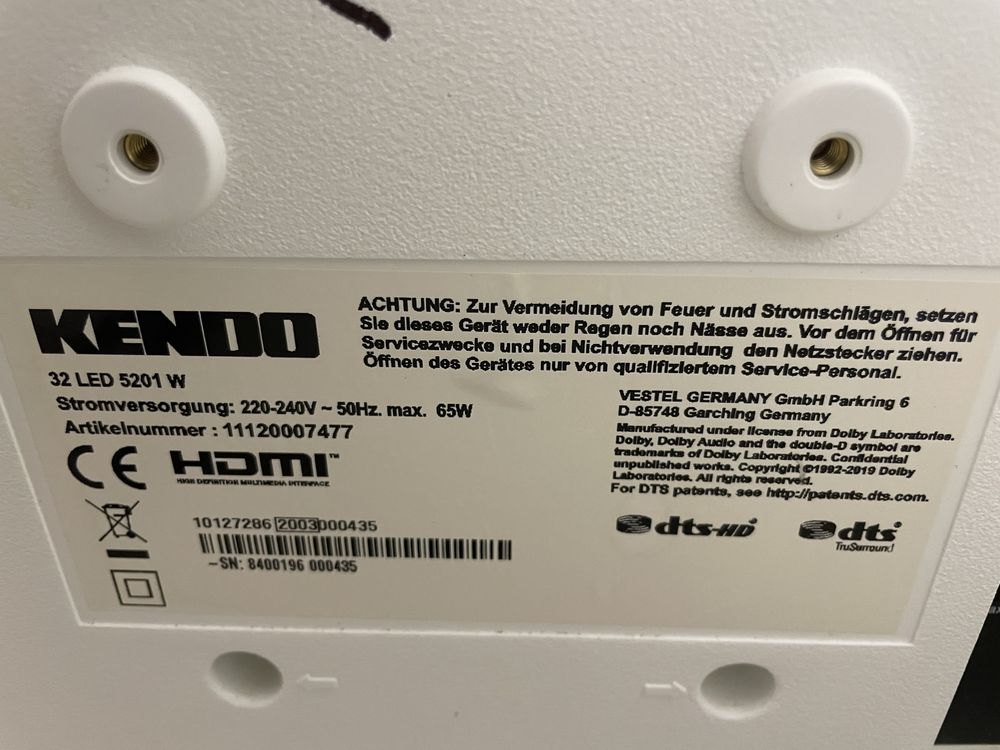 KENDO
32 LED 5201 W
Stromversorgung: 220-240V ~ 50Hz. max. 65W
Artikelnummer : 11120007477
CE HDMI™
HIGH DEFINITION MULTIMEDIA INTERFACE
10127286 2003 000435
~SN: 8400196 000435
ACHTUNG: Zur Vermeidung von Feuer und Stromschlägen, setzen
Sie dieses Gerät weder Regen noch Nässe aus. Vor dem Öffnen für
Servicezwecke und bei Nichtverwendung den Netzstecker ziehen.
Öffnen des Gerätes nur von qualifiziertem Service-Personal.
VESTEL GERMANY GmbH Parkring 6
D-85748 Garching Germany
Manufactured under license from Dolby Laboratories.
Dolby, Dolby Audio and the double-D symbol are
trademarks of Dolby Laboratories. Confidential
unpublished works. Copyright ©1992-2019 Dolby
Laboratories. All rights reserved.
For DTS patents, see http://patents.dts.com.
dts-HD
dts
TruSurround